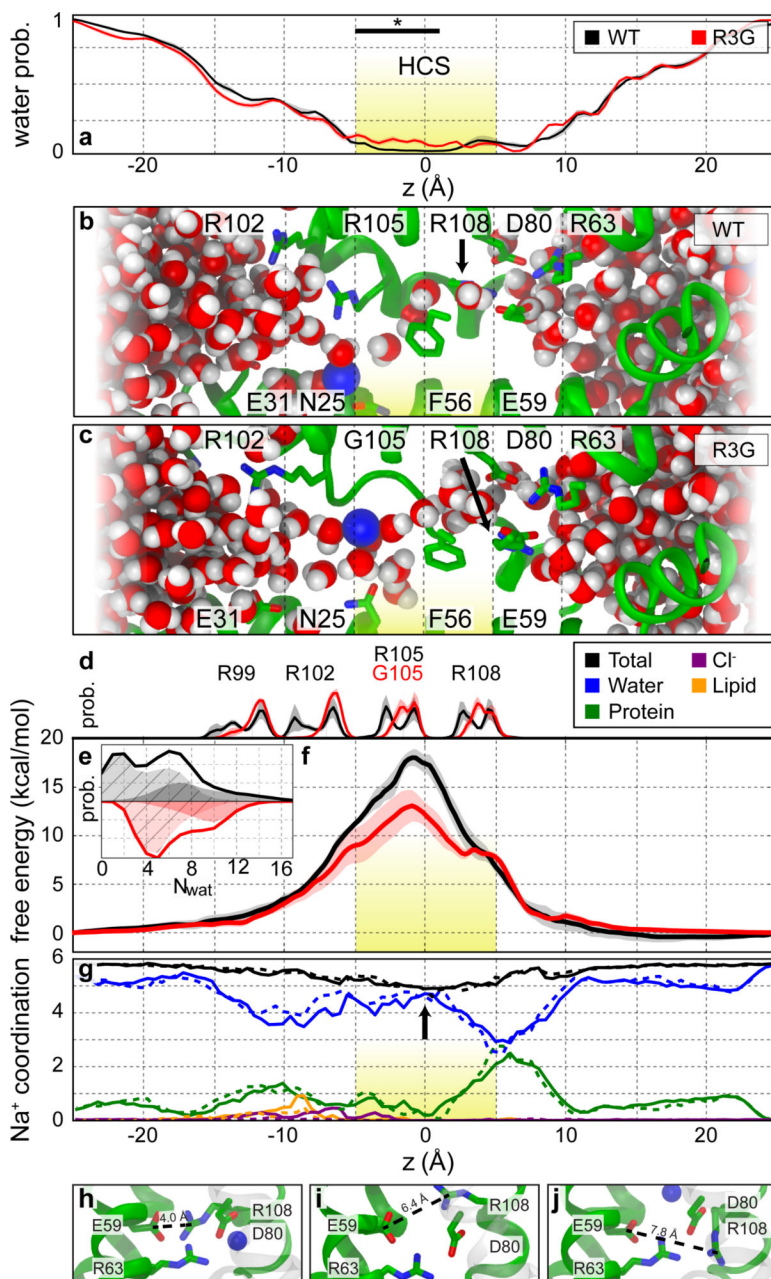 1
water prob.
0
*
HCS
WT R3G
a
-20 -10 0 10 20
z (Å)
b
R102 R105 R108 D80 R63
WT
E31 N25 F56 E59
c
R102 G105 R108 D80 R63
R3G
E31 N25 F56 E59
d
prob.
R99 R102 R105 R108
G105
Total Cl-
Water Lipid
Protein
free energy (kcal/mol)
20
15
10
5
0
e
prob.
0 4 8 12 16
Nwat
f
g
Na+ coordination
6
4
2
0
-20 -10 0 10 20
z (Å)
h
E59
4.0 Å
R108
D80
R63
i
E59
6.4 Å
R108
D80
R63
j
E59
7.8 Å
D80
R108
R63